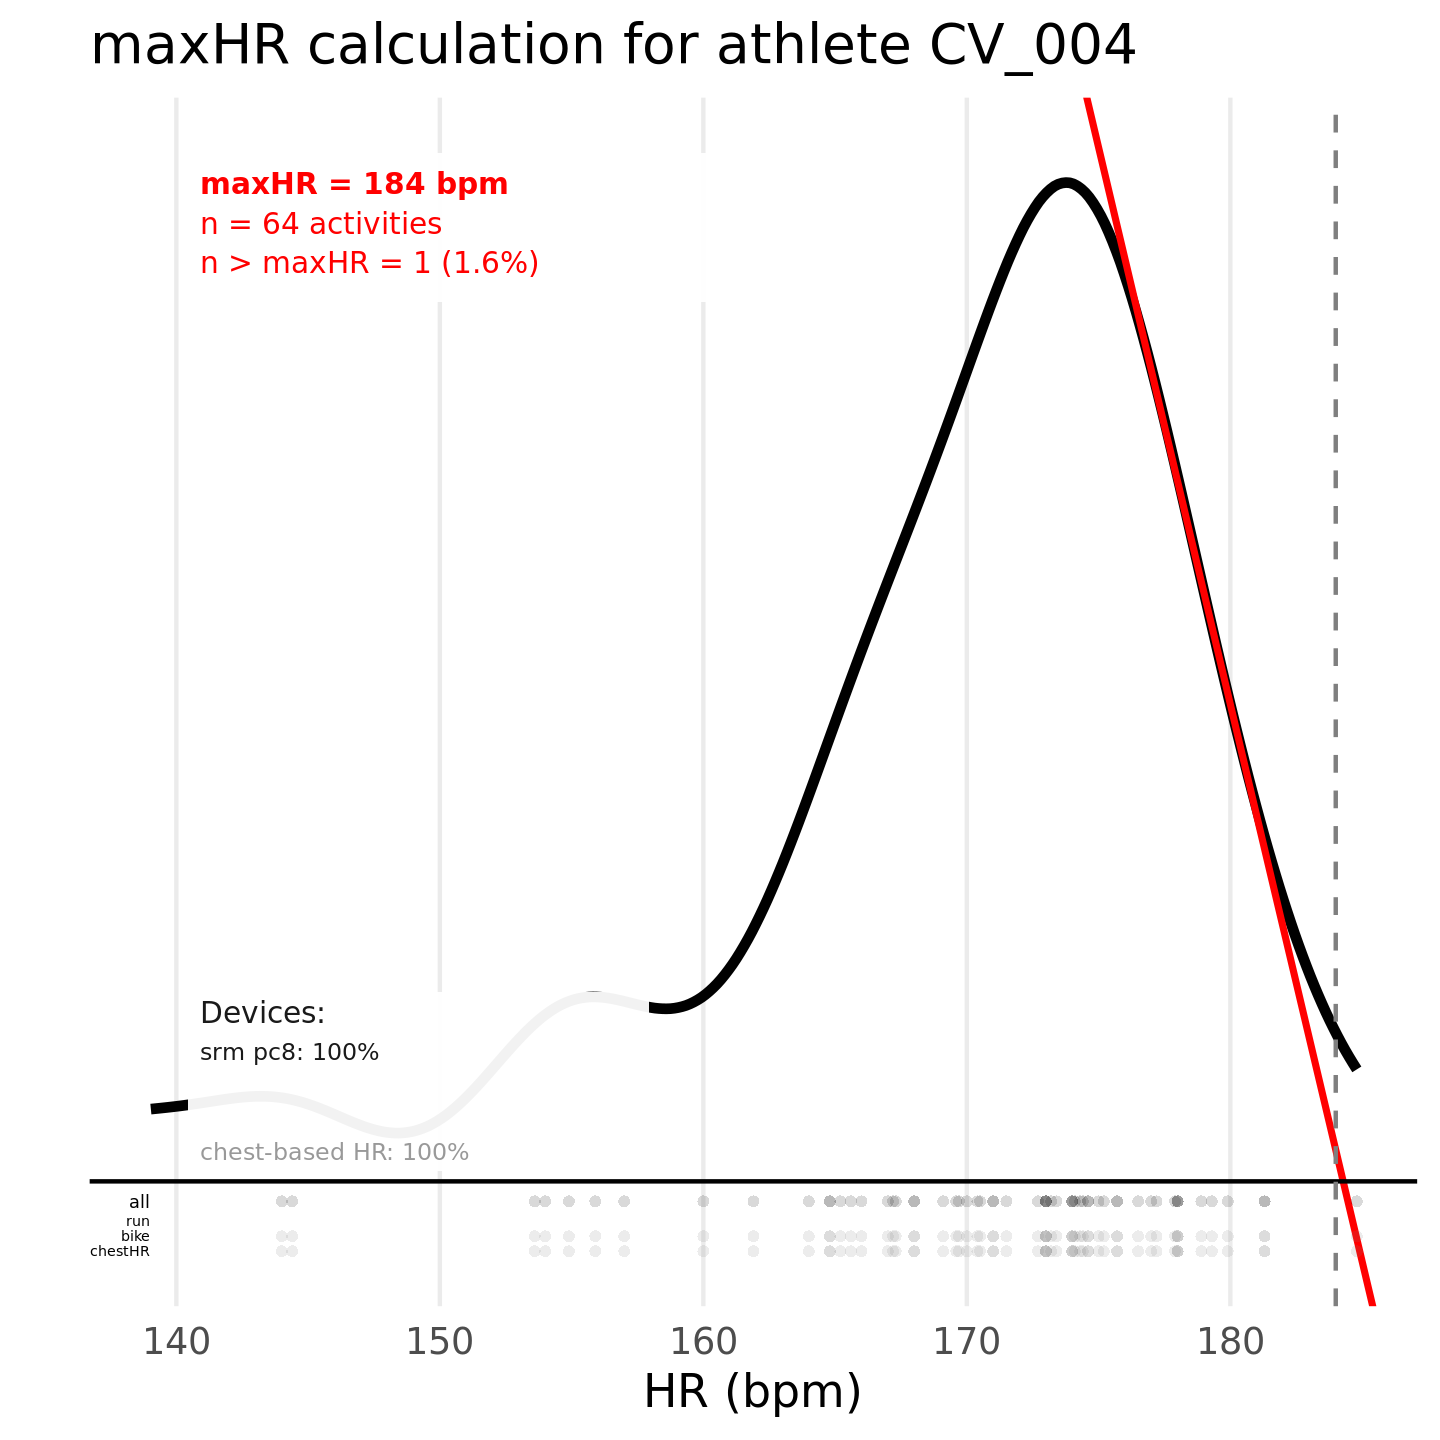 maxHR calculation for athlete CV_004
maxHR = 184 bpm
n = 64 activities
n > maxHR = 1 (1.6%)
Devices:
srm pc8: 100%
chest-based HR: 100%
all
run
bike
chestHR
140 150 160 170 180
HR (bpm)